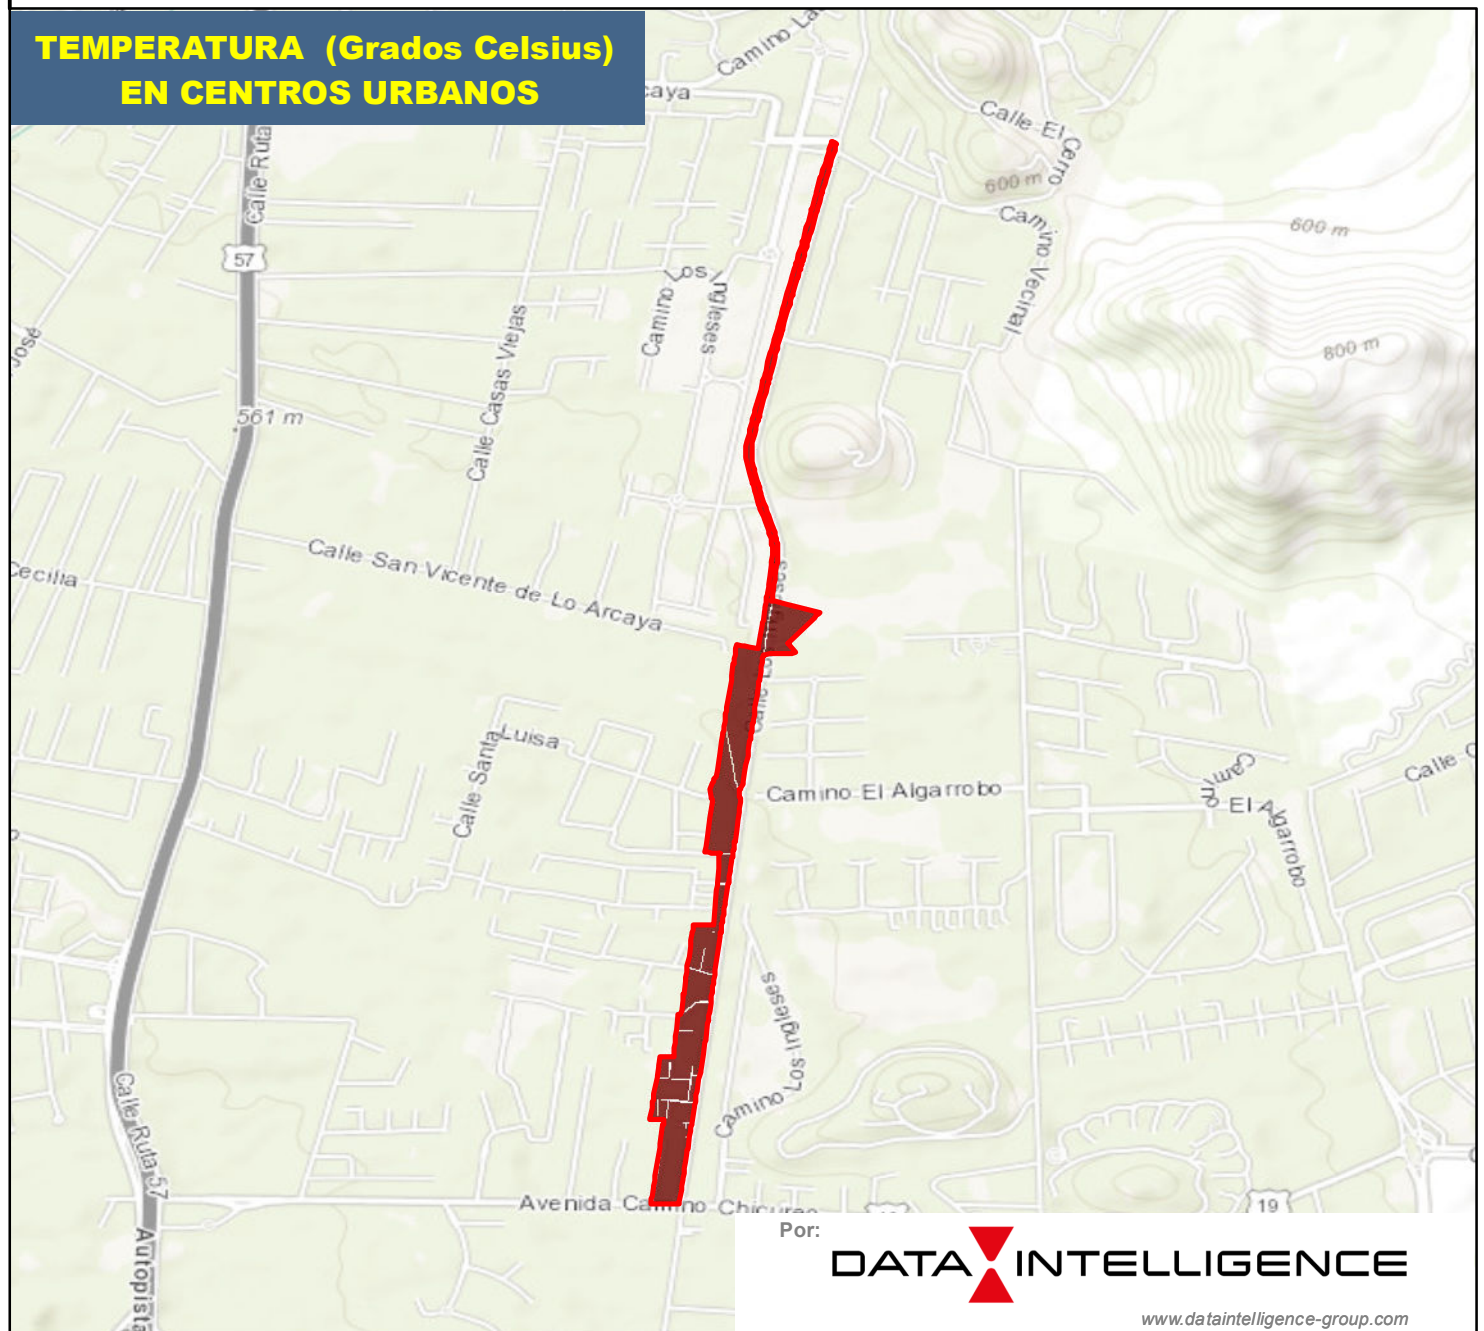 TEMPERATURA (Grados Celsius)
EN CENTROS URBANOS
Camino La
caya
Calle Ruta
57
Calle El
Cerro
600 m
Camino Vecinal
600 m
800 m
Camino Los Ingleses
José
Calle Casas Viejas
561 m
Calle San Vicente de Lo Arcaya
Cecilia
Calle Santa Luisa
Camino El Algarrobo
Camino El Algarrobo
Calle
Camino Los Ingleses
Calle Ruta 57
Autopista
Avenida Camino Chicureo
19
Por:
DATA INTELLIGENCE
www.dataintelligence-group.com